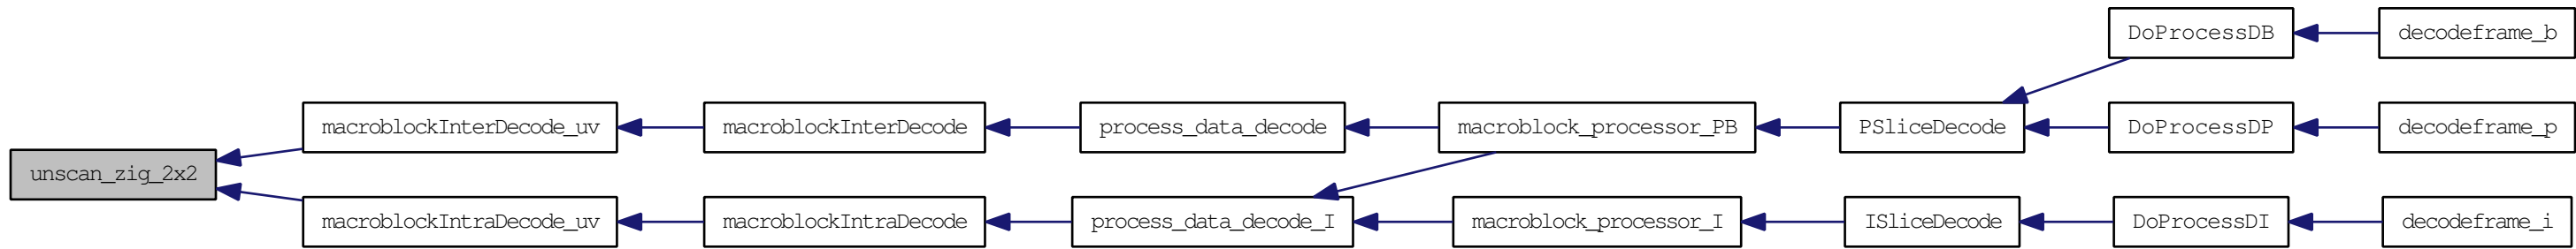 DoProcessDB
decodeframe_b
macroblockInterDecode_uv
macroblockInterDecode
process_data_decode
macroblock_processor_PB
PSliceDecode
DoProcessDP
decodeframe_p
unscan_zig_2x2
macroblockIntraDecode_uv
macroblockIntraDecode
process_data_decode_I
macroblock_processor_I
ISliceDecode
DoProcessDI
decodeframe_i